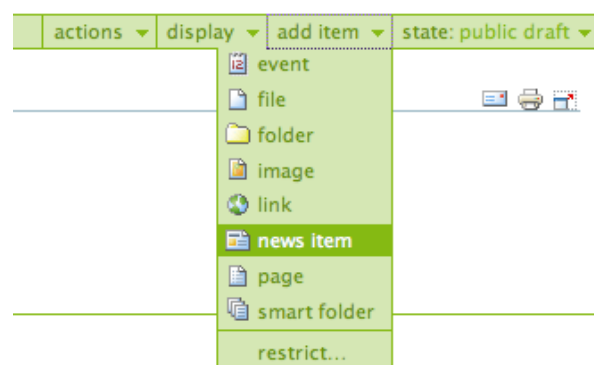 actions display add item state: public draft
event
file
folder
image
link
news item
page
smart folder
restrict...